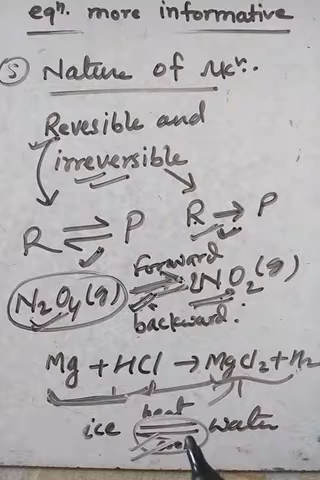 eqⁿ. more informative
⑤ Nature of rxⁿ.
Revesible and
irreversible
R ⇌ P R → P
forward
N2O4(g) ⇌ 2NO2(g)
backward.
Mg + HCl → MgCl2 + H2
heat
ice ⇌ water